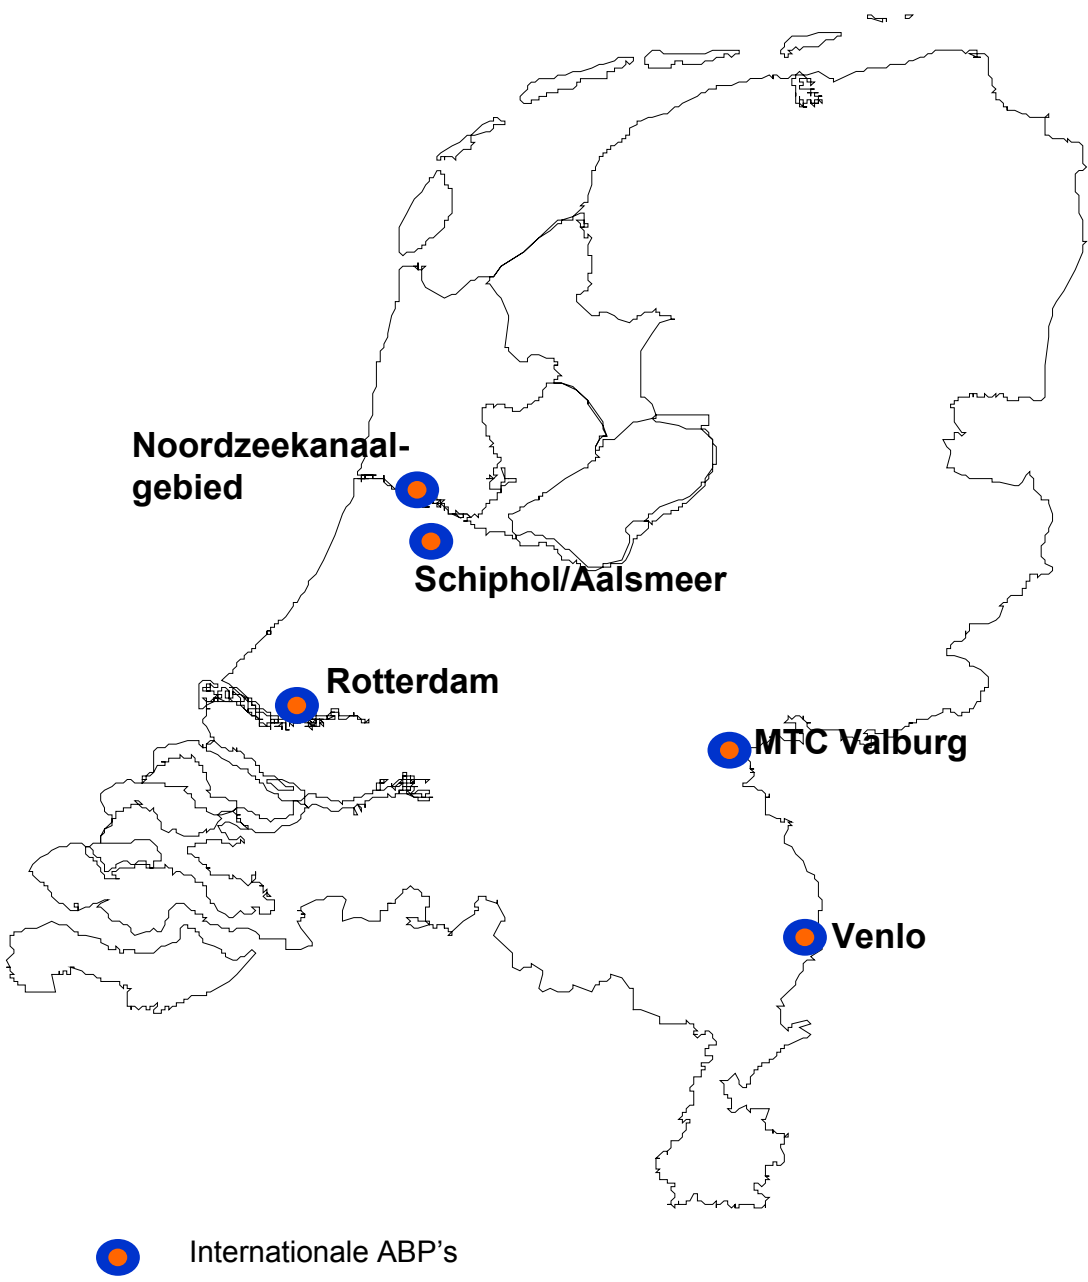 Noordzeekanaal-
gebied
Schiphol/Aalsmeer
Rotterdam
MTC Valburg
Venlo
Internationale ABP's